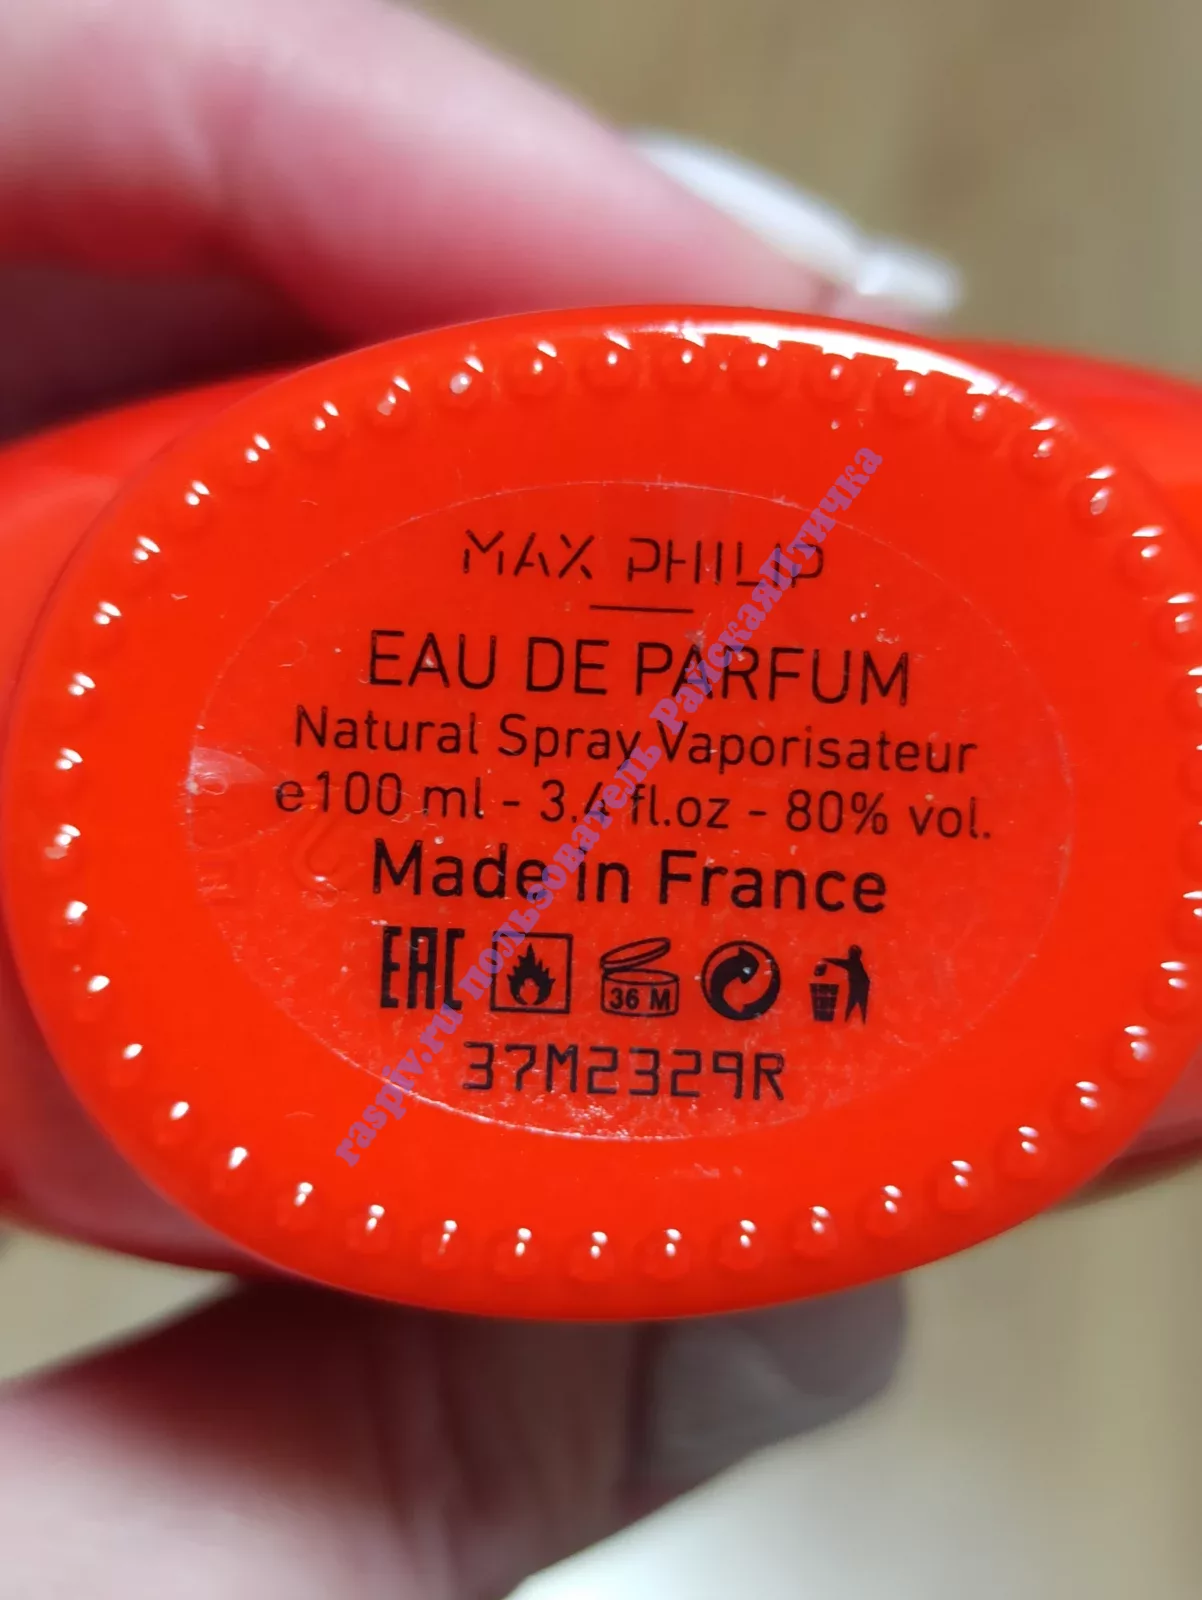 MAX PHILIP
EAU DE PARFUM
Natural Spray Vaporisateur
e100 ml - 3.4 fl.oz - 80% vol.
Made in France
EAC
36 M
37M2329R
raspiv.ru пользователь РайскаяПтичка